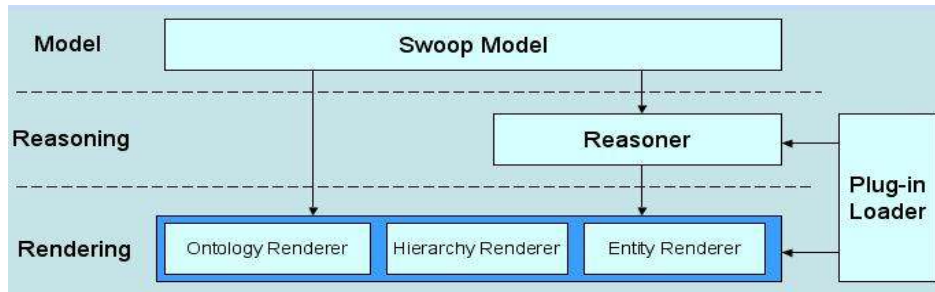 Model
Swoop Model
Reasoning
Reasoner
Plug-in
Loader
Rendering
Ontology Renderer
Hierarchy Renderer
Entity Renderer